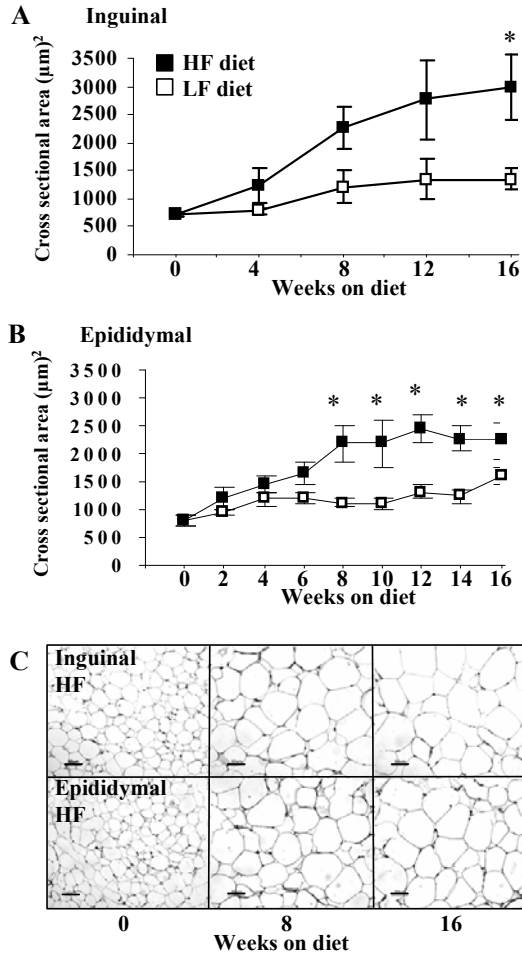 A Inguinal
Cross sectional area (μm)²
3500
3000
2500
2000
1500
1000
500
0
HF diet
LF diet
*
0 4 8 12 16
Weeks on diet
B Epididymal
Cross sectional area (μm)²
3500
3000
2500
2000
1500
1000
500
0
* * * * *
0 2 4 6 8 10 12 14 16
Weeks on diet
C
Inguinal
HF
Epididymal
HF
0 8 16
Weeks on diet